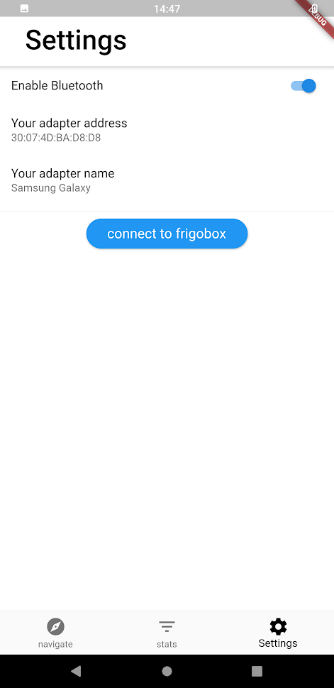 14:47
DEBUG
Settings
Enable Bluetooth
Your adapter address
30:07:4D:BA:D8:D8
Your adapter name
Samsung Galaxy
connect to frigobox
navigate
stats
Settings